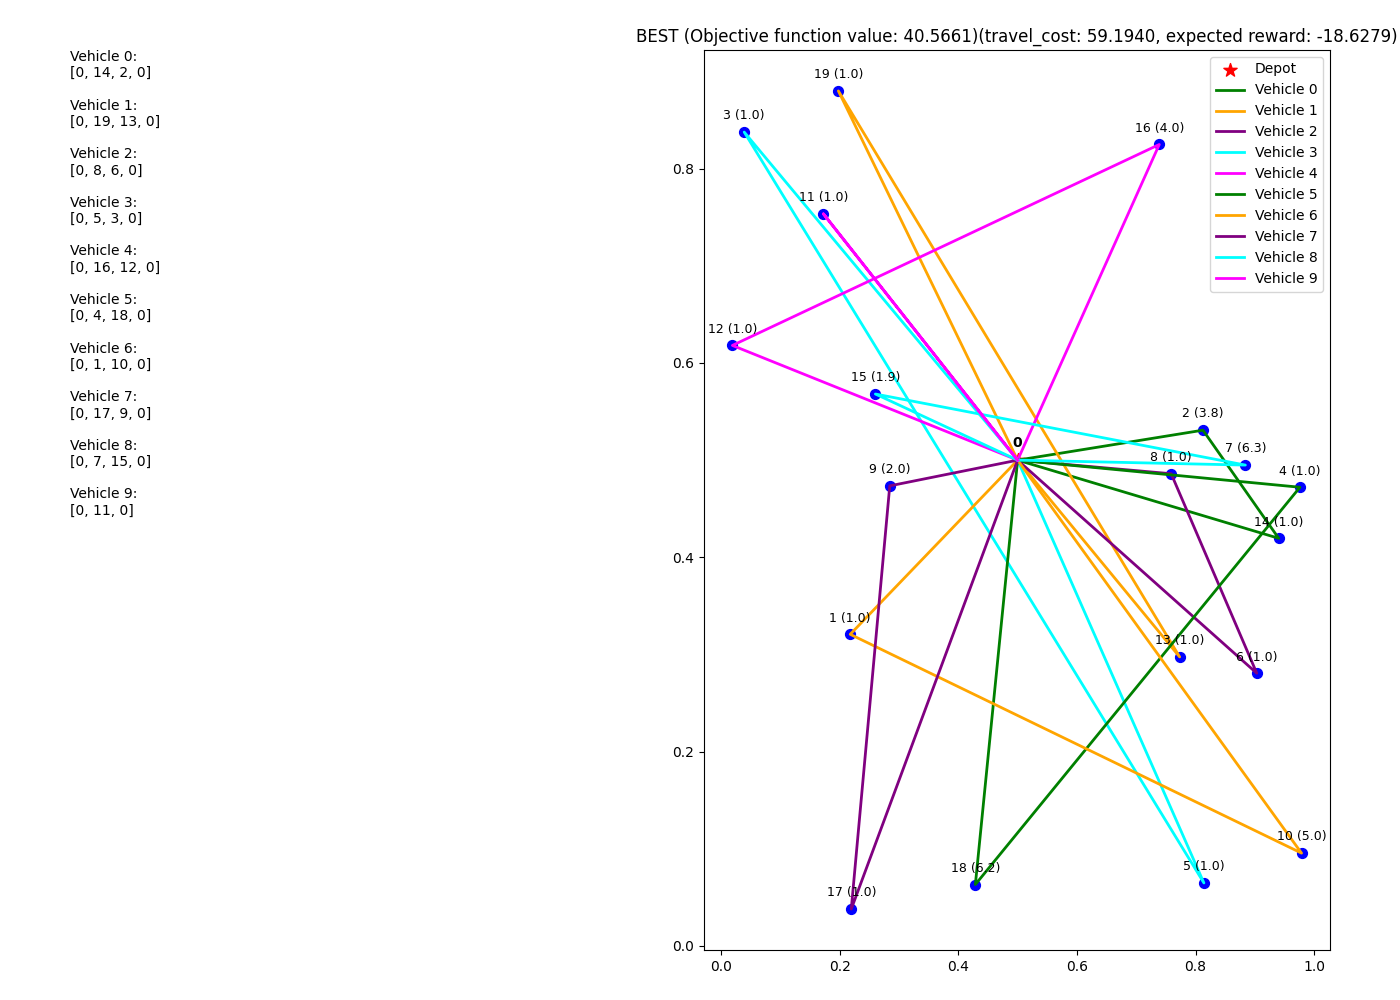 BEST (Objective function value: 40.5661)(travel_cost: 59.1940, expected reward: -18.6279)
Vehicle 0:
[0, 14, 2, 0]
Vehicle 1:
[0, 19, 13, 0]
Vehicle 2:
[0, 8, 6, 0]
Vehicle 3:
[0, 5, 3, 0]
Vehicle 4:
[0, 16, 12, 0]
Vehicle 5:
[0, 4, 18, 0]
Vehicle 6:
[0, 1, 10, 0]
Vehicle 7:
[0, 17, 9, 0]
Vehicle 8:
[0, 7, 15, 0]
Vehicle 9:
[0, 11, 0]
Depot
Vehicle 0
Vehicle 1
Vehicle 2
Vehicle 3
Vehicle 4
Vehicle 5
Vehicle 6
Vehicle 7
Vehicle 8
Vehicle 9
19 (1.0)
3 (1.0)
16 (4.0)
11 (1.0)
12 (1.0)
15 (1.9)
2 (3.8)
0
7 (6.3)
8 (1.0)
9 (2.0)
4 (1.0)
14 (1.0)
1 (1.0)
13 (1.0)
6 (1.0)
10 (5.0)
18 (6.2)
5 (1.0)
17 (1.0)
0.8
0.6
0.4
0.2
0.0
0.0
0.2
0.4
0.6
0.8
1.0